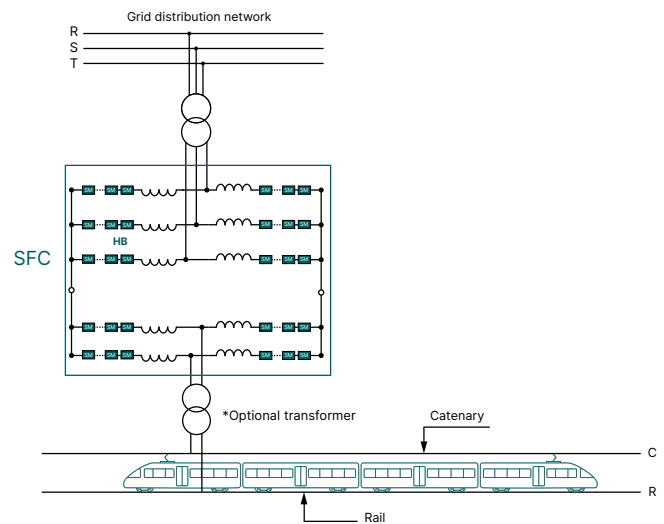 Grid distribution network
R
S
T
SM SM SM SM SM SM
SM SM SM SM SM SM
HB
SFC
SM SM SM SM SM SM
SM SM SM SM SM SM
SM SM SM SM SM SM
*Optional transformer
Catenary
C
R
Rail